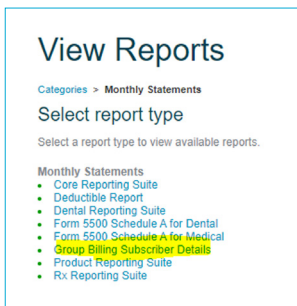 View Reports
Categories > Monthly Statements
Select report type
Select a report type to view available reports.
Monthly Statements
Core Reporting Suite
Deductible Report
Dental Reporting Suite
Form 5500 Schedule A for Dental
Form 5500 Schedule A for Medical
Group Billing Subscriber Details
Product Reporting Suite
Rx Reporting Suite